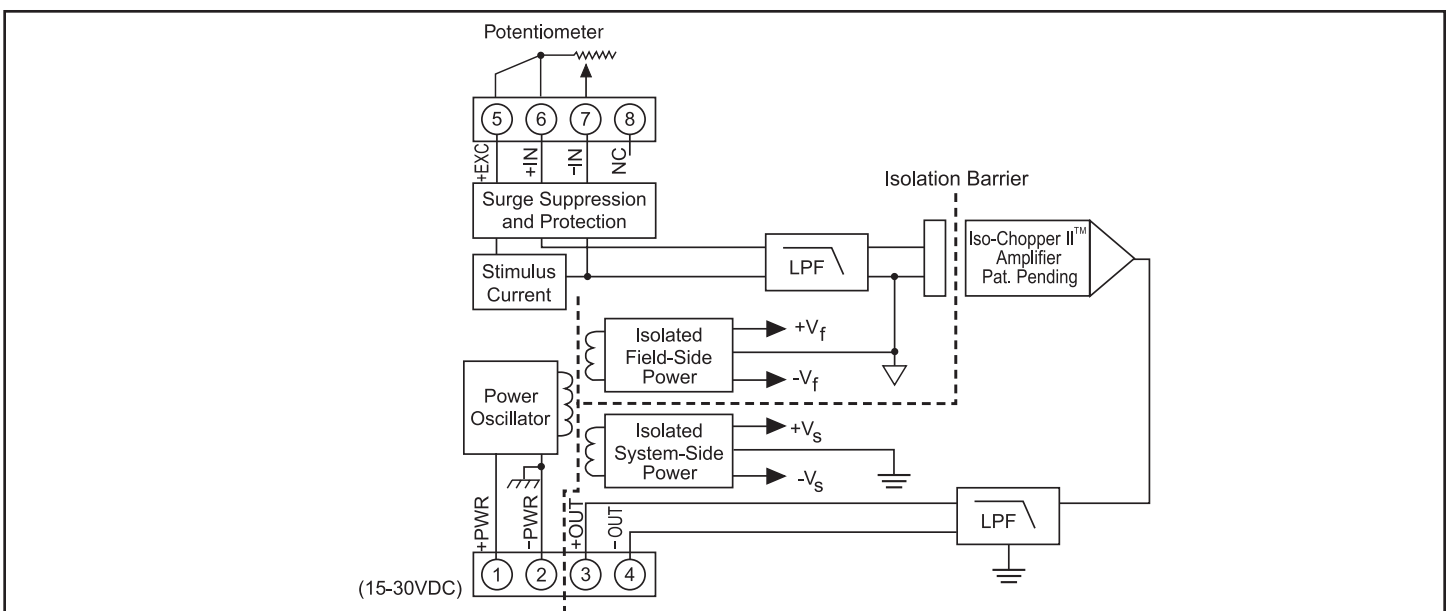 Potentiometer
5 6 7 8
+EXC
+IN
-IN
NC
Surge Suppression
and Protection
Isolation Barrier
Stimulus
Current
LPF
Iso-Chopper II™
Amplifier
Pat. Pending
Isolated
Field-Side
Power
+Vf
-Vf
Power
Oscillator
Isolated
System-Side
Power
+Vs
-Vs
+PWR
-PWR
+OUT
-OUT
LPF
(15-30VDC)
1 2 3 4